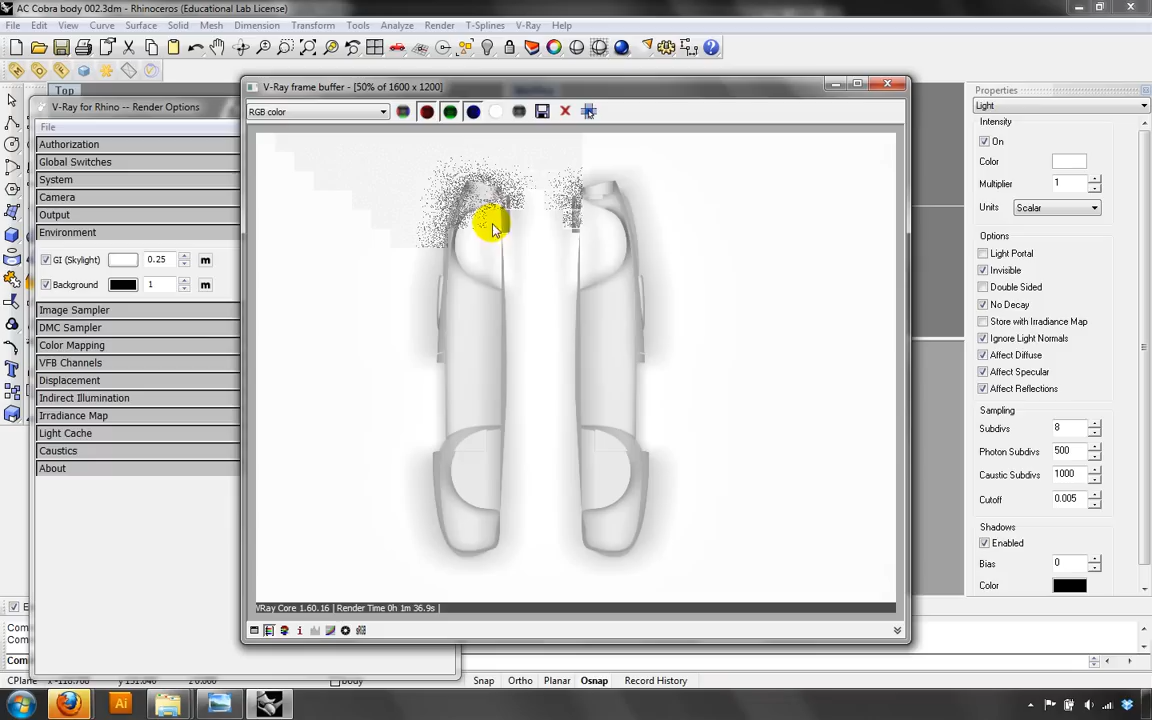 AC Cobra body 002.3dm - Rhinoceros (Educational Lab License)
File Edit View Curve Surface Solid Mesh Dimension Transform Tools Analyze Render T-Splines V-Ray Help
Top
V-Ray for Rhino -- Render Options
File
Authorization
Global Switches
System
Camera
Output
Environment
GI (Skylight) 0.25 m
Background 1 m
Image Sampler
DMC Sampler
Color Mapping
VFB Channels
Displacement
Indirect Illumination
Irradiance Map
Light Cache
Caustics
About
V-Ray frame buffer - [50% of 1600 x 1200]
RGB color
VRay Core 1.60.16 | Render Time 0h 1m 36.9s |
Properties
Light
Intensity
On
Color
Multiplier 1
Units Scalar
Options
Light Portal
Invisible
Double Sided
No Decay
Store with Irradiance Map
Ignore Light Normals
Affect Diffuse
Affect Specular
Affect Reflections
Sampling
Subdivs 8
Photon Subdivs 500
Caustic Subdivs 1000
Cutoff 0.005
Shadows
Enabled
Bias 0
Color
CPlane
Snap Ortho Planar Osnap Record History
Ai